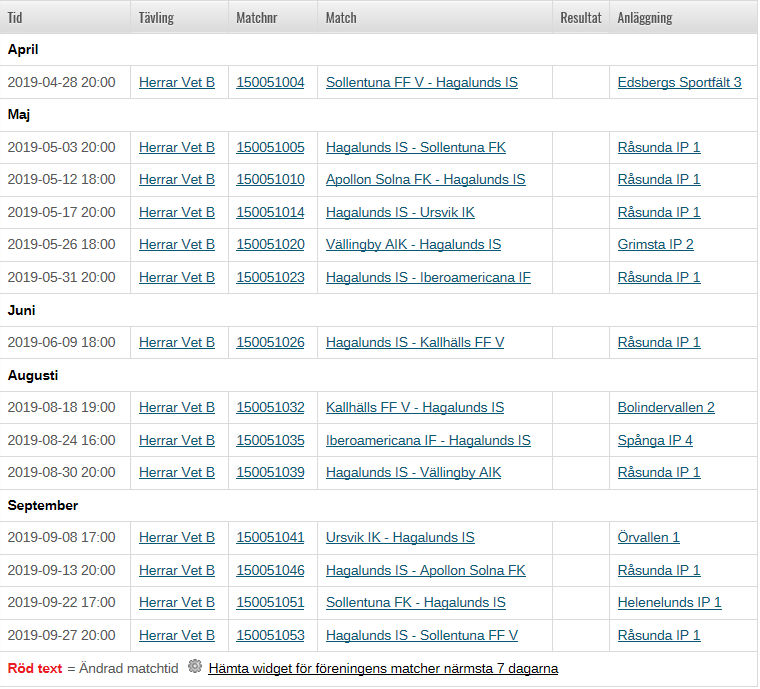 Tid Tävling Matchnr Match Resultat Anläggning
April
2019-04-28 20:00 Herrar Vet B 150051004 Sollentuna FF V - Hagalunds IS Edsbergs Sportfält 3
Maj
2019-05-03 20:00 Herrar Vet B 150051005 Hagalunds IS - Sollentuna FK Råsunda IP 1
2019-05-12 18:00 Herrar Vet B 150051010 Apollon Solna FK - Hagalunds IS Råsunda IP 1
2019-05-17 20:00 Herrar Vet B 150051014 Hagalunds IS - Ursvik IK Råsunda IP 1
2019-05-26 18:00 Herrar Vet B 150051020 Vällingby AIK - Hagalunds IS Grimsta IP 2
2019-05-31 20:00 Herrar Vet B 150051023 Hagalunds IS - Iberoamericana IF Råsunda IP 1
Juni
2019-06-09 18:00 Herrar Vet B 150051026 Hagalunds IS - Kallhälls FF V Råsunda IP 1
Augusti
2019-08-18 19:00 Herrar Vet B 150051032 Kallhälls FF V - Hagalunds IS Bolindervallen 2
2019-08-24 16:00 Herrar Vet B 150051035 Iberoamericana IF - Hagalunds IS Spånga IP 4
2019-08-30 20:00 Herrar Vet B 150051039 Hagalunds IS - Vällingby AIK Råsunda IP 1
September
2019-09-08 17:00 Herrar Vet B 150051041 Ursvik IK - Hagalunds IS Örvallen 1
2019-09-13 20:00 Herrar Vet B 150051046 Hagalunds IS - Apollon Solna FK Råsunda IP 1
2019-09-22 17:00 Herrar Vet B 150051051 Sollentuna FK - Hagalunds IS Helenelunds IP 1
2019-09-27 20:00 Herrar Vet B 150051053 Hagalunds IS - Sollentuna FF V Råsunda IP 1
Röd text = Ändrad matchtid Hämta widget för föreningens matcher närmsta 7 dagarna